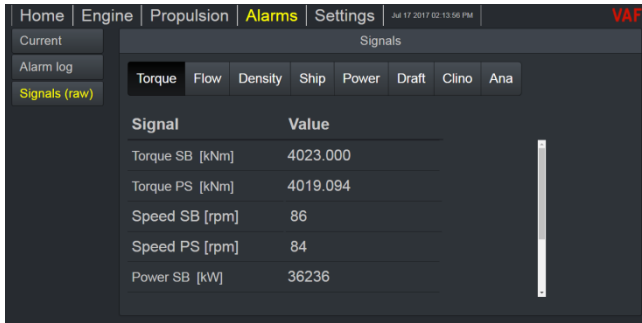 Home Engine Propulsion Alarms Settings Jul 17 2017 02:13:56 PM VAF
Current
Signals
Alarm log
Torque Flow Density Ship Power Draft Clino Ana
Signals (raw)
Signal Value
Torque SB [kNm] 4023.000
Torque PS [kNm] 4019.094
Speed SB [rpm] 86
Speed PS [rpm] 84
Power SB [kW] 36236